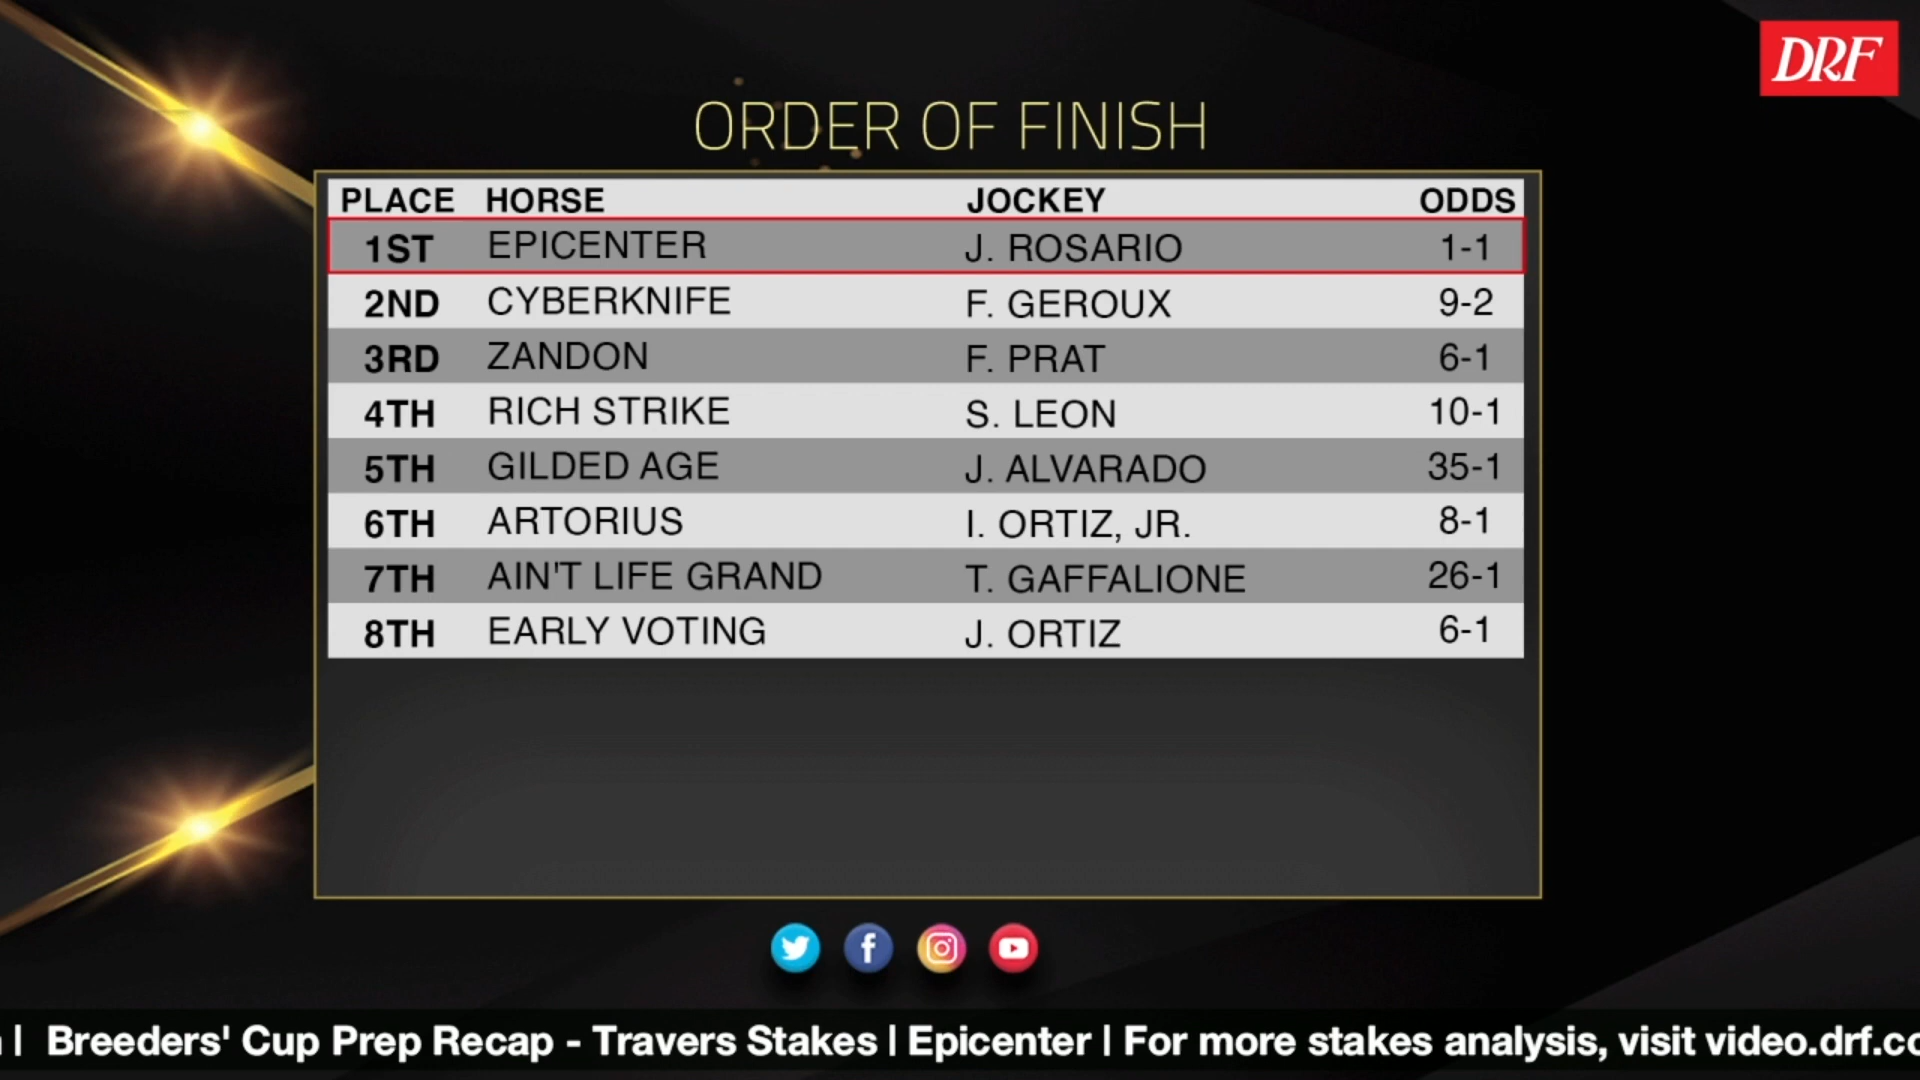 DRF
ORDER OF FINISH
PLACE HORSE JOCKEY ODDS
1ST EPICENTER J. ROSARIO 1-1
2ND CYBERKNIFE F. GEROUX 9-2
3RD ZANDON F. PRAT 6-1
4TH RICH STRIKE S. LEON 10-1
5TH GILDED AGE J. ALVARADO 35-1
6TH ARTORIUS I. ORTIZ, JR. 8-1
7TH AIN'T LIFE GRAND T. GAFFALIONE 26-1
8TH EARLY VOTING J. ORTIZ 6-1
| Breeders' Cup Prep Recap - Travers Stakes | Epicenter | For more stakes analysis, visit video.drf.co